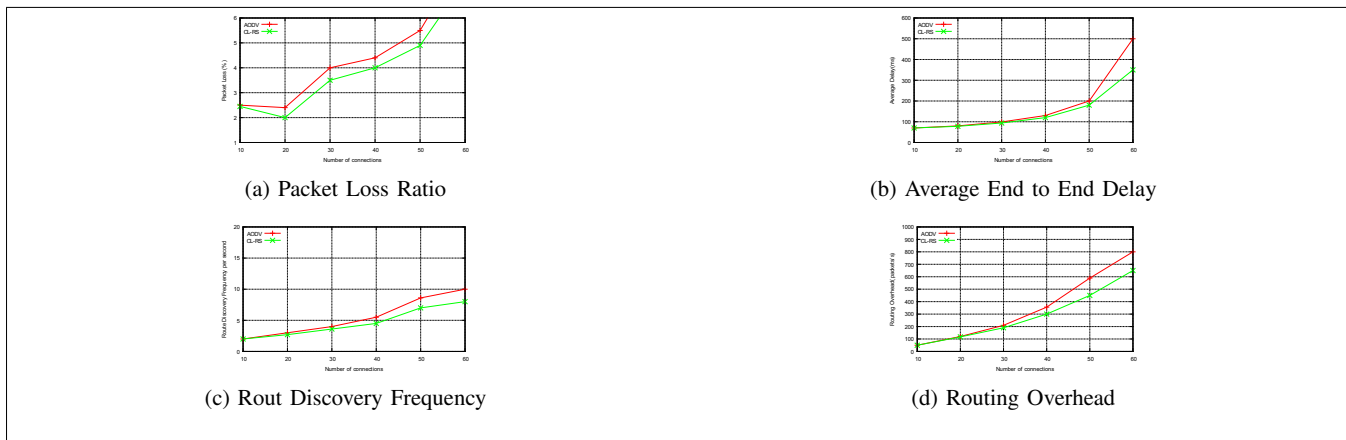 AODV
CL-RS
6
5
4
3
2
1
Packet Loss (%)
10 20 30 40 50 60
Number of connections
(a) Packet Loss Ratio
AODV
CL-RS
600
500
400
300
200
100
0
Average Delay(ms)
10 20 30 40 50 60
Number of connections
(b) Average End to End Delay
AODV
CL-RS
20
15
10
5
0
Route Discovery Frequency per second
10 20 30 40 50 60
Number of connections
(c) Rout Discovery Frequency
AODV
CL-RS
1000
900
800
700
600
500
400
300
200
100
0
Routing Overhead(packets/s)
10 20 30 40 50 60
Number of connections
(d) Routing Overhead